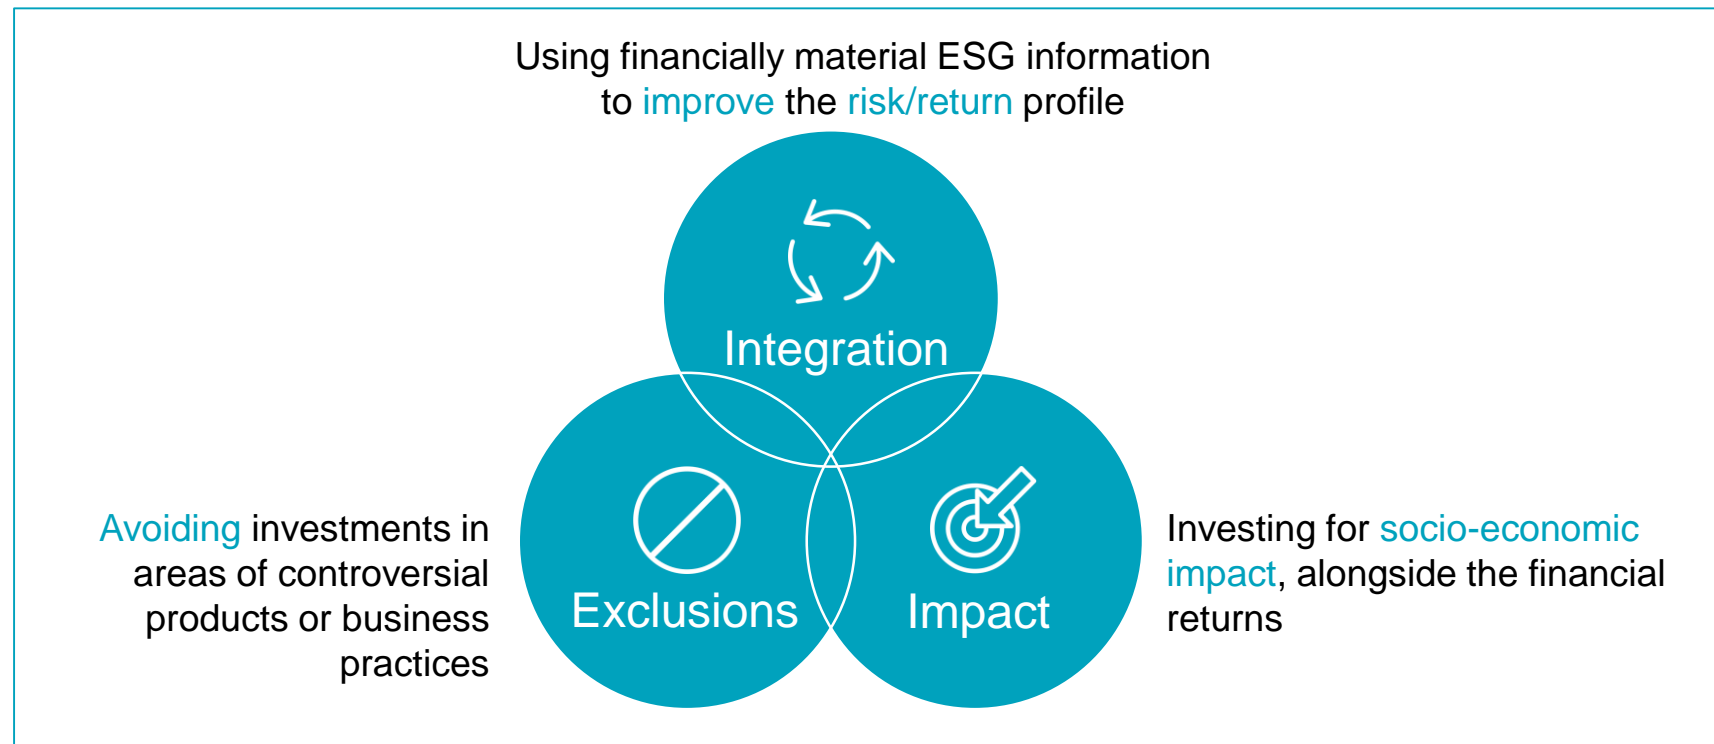 Using financially material ESG information
to improve the risk/return profile
Integration
Avoiding investments in
areas of controversial
products or business
practices
Exclusions
Impact
Investing for socio-economic
impact, alongside the financial
returns